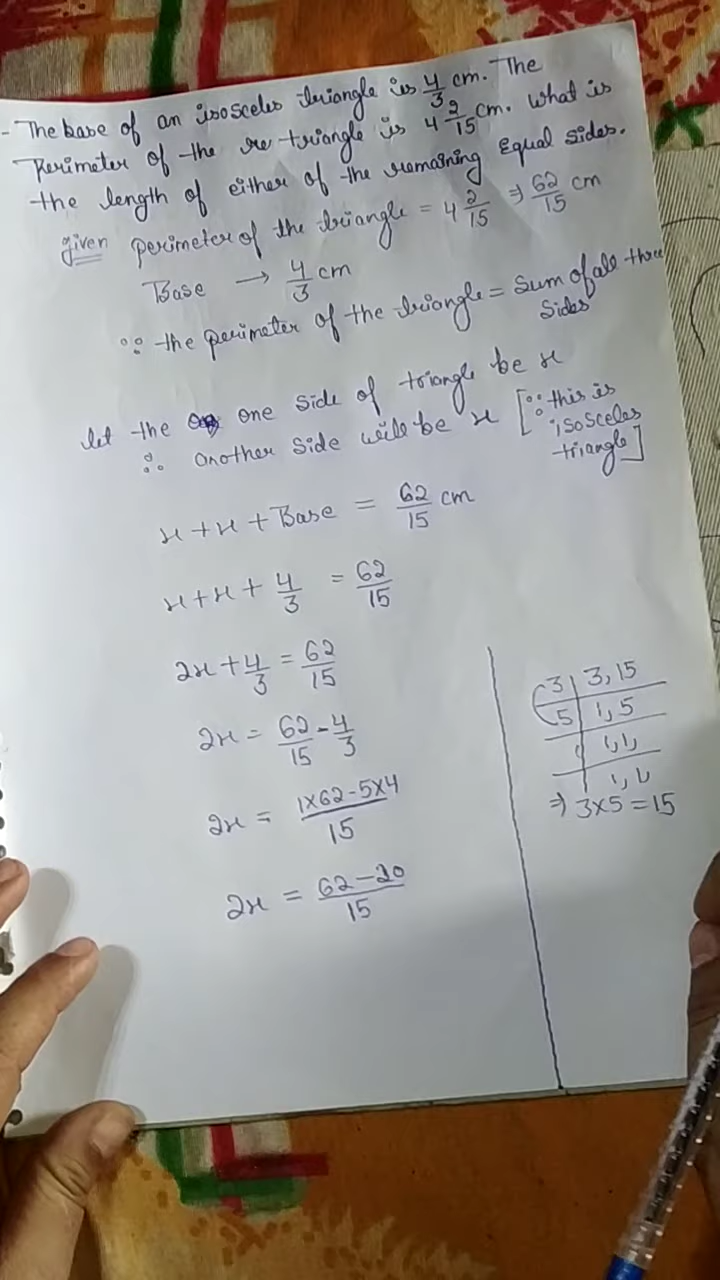 - The base of an isosceles triangle is 4/3 cm. The
Perimeter of the triangle is 4 2/15 cm. What is
the length of either of the remaining Equal sides.
given perimeter of the triangle = 4 2/15 ⇒ 62/15 cm
Base → 4/3 cm
∵ the perimeter of the triangle = Sum of all three
Sides
let the one side of triangle be x
∴ another side will be x [∵ this is
isosceles
triangle]
x + x + Base = 62/15 cm
x + x + 4/3 = 62/15
2x + 4/3 = 62/15
2x = 62/15 - 4/3
2x = 1×62-5×4/15
2x = 62-20/15
3 | 3, 15
5 | 1, 5
1, 1,
1, 1
⇒ 3×5 = 15